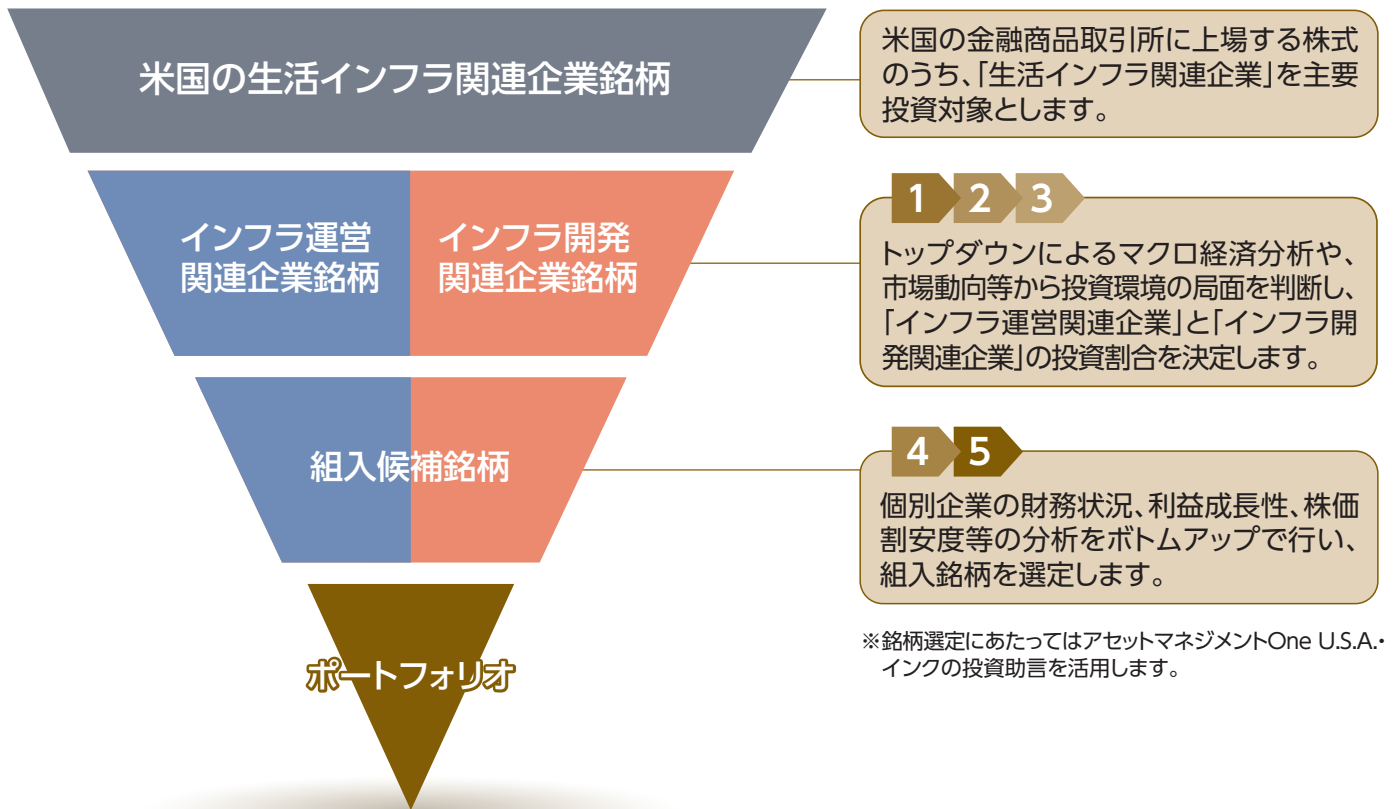 米国の生活インフラ関連企業銘柄
米国の金融商品取引所に上場する株式
のうち、「生活インフラ関連企業」を主要
投資対象とします。
インフラ運営
関連企業銘柄
インフラ開発
関連企業銘柄
1 2 3
トップダウンによるマクロ経済分析や、
市場動向等から投資環境の局面を判断し、
「インフラ運営関連企業」と「インフラ開
発関連企業」の投資割合を決定します。
組入候補銘柄
4 5
個別企業の財務状況、利益成長性、株価
割安度等の分析をボトムアップで行い、
組入銘柄を選定します。
※銘柄選定にあたってはアセットマネジメントOne U.S.A.・
インクの投資助言を活用します。
ポートフォリオ